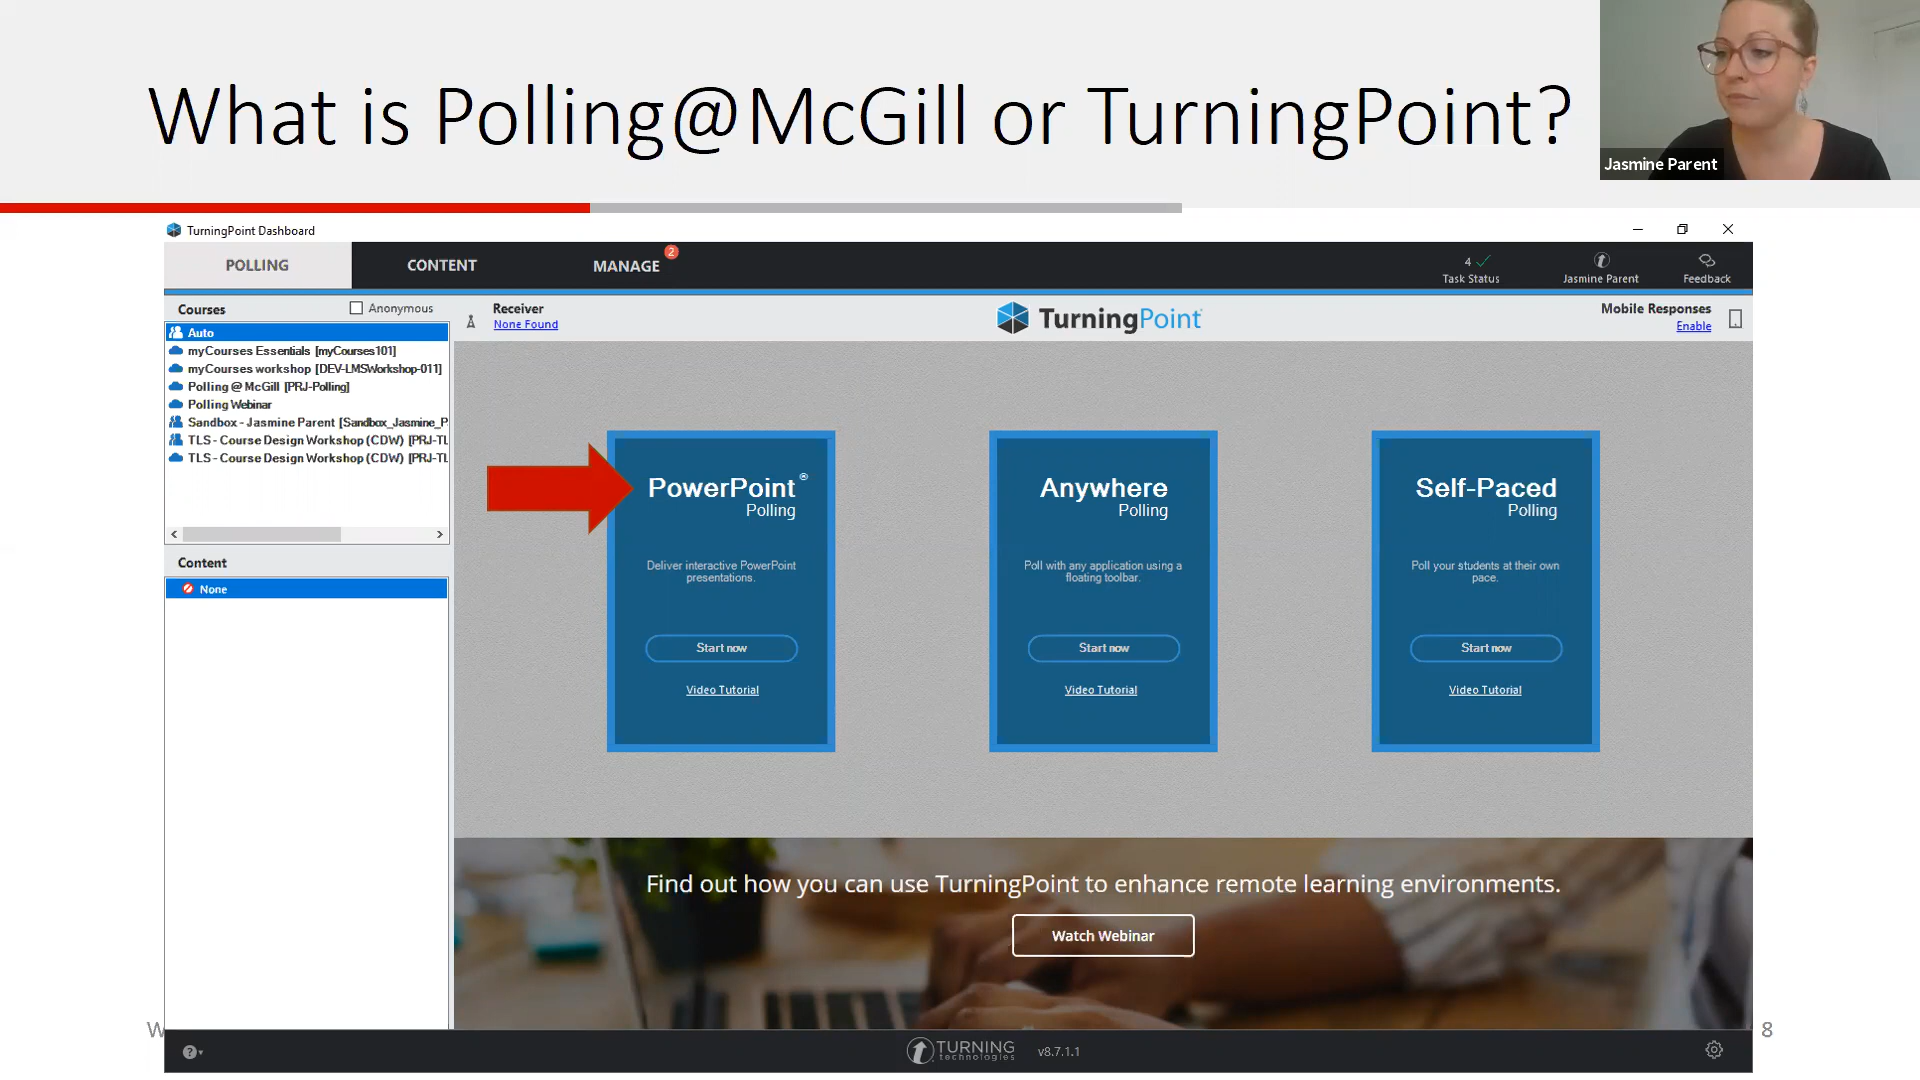 What is Polling@McGill or TurningPoint?
Jasmine Parent
TurningPoint Dashboard
POLLING
CONTENT
MANAGE
2
4
Task Status
Jasmine Parent
Feedback
Courses
Anonymous
Receiver
None Found
TurningPoint
Mobile Responses
Enable
Auto
myCourses Essentials [myCourses101]
myCourses workshop [DEV-LMSWorkshop-011]
Polling @ McGill [PRJ-Polling]
Polling Webinar
Sandbox - Jasmine Parent [Sandbox_Jasmine_P
TLS - Course Design Workshop (CDW) [PRJ-TL
TLS - Course Design Workshop (CDW) [PRJ-TL
Content
None
PowerPoint®
Polling
Deliver interactive PowerPoint
presentations.
Start now
Video Tutorial
Anywhere
Polling
Poll with any application using a
floating toolbar.
Start now
Video Tutorial
Self-Paced
Polling
Poll your students at their own
pace.
Start now
Video Tutorial
Find out how you can use TurningPoint to enhance remote learning environments.
Watch Webinar
W
8
TURNING
technologies
v8.7.1.1